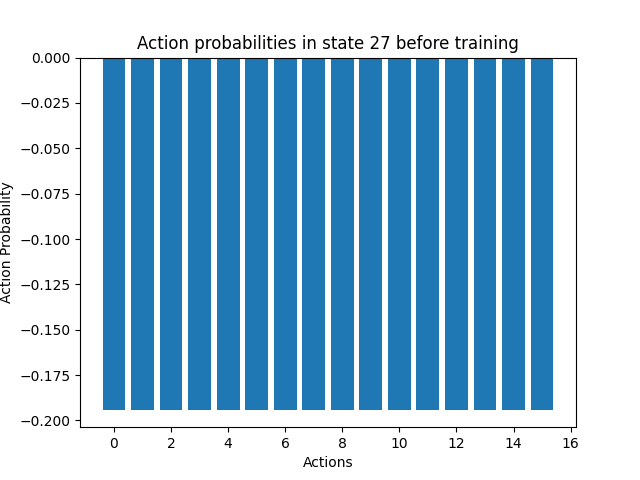 Action probabilities in state 27 before training
0.000
−0.025
−0.050
−0.075
−0.100
−0.125
−0.150
−0.175
−0.200
Action Probability
0 2 4 6 8 10 12 14 16
Actions